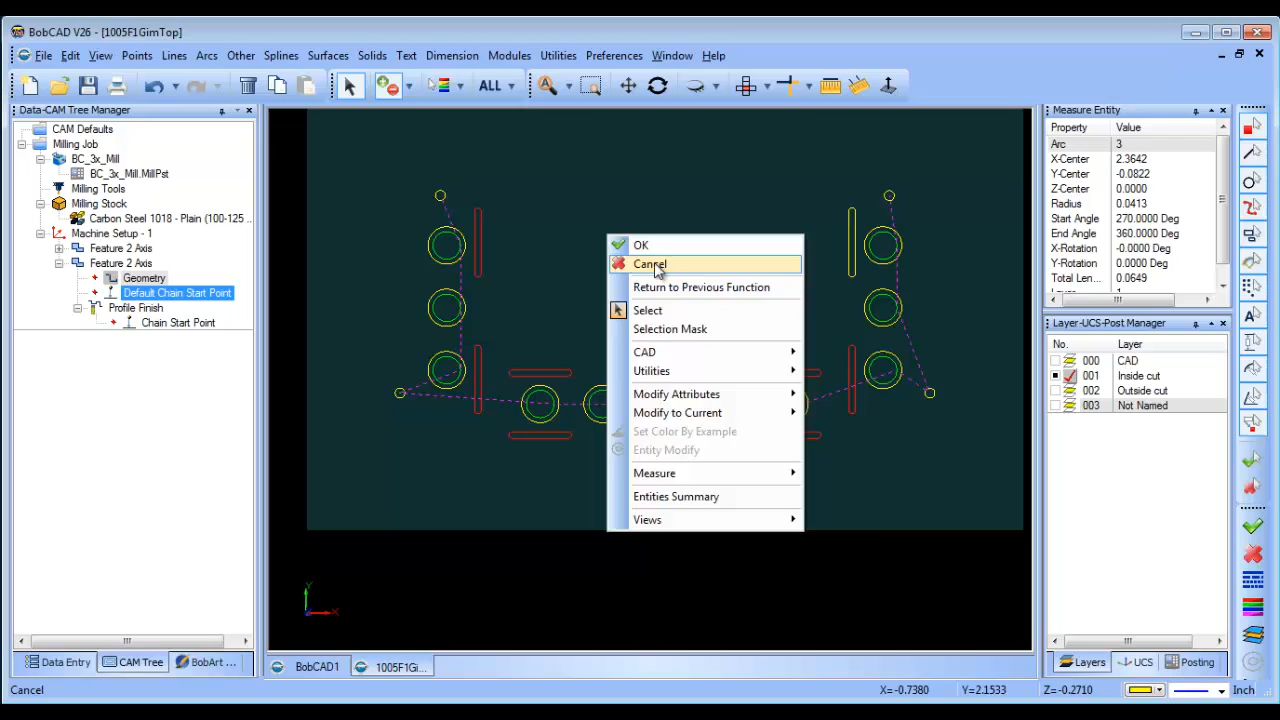 BobCAD V26 - [1005F1GimTop]
File Edit View Points Lines Arcs Other Splines Surfaces Solids Text Dimension Modules Utilities Preferences Window Help
ALL
Data-CAM Tree Manager
CAM Defaults
Milling Job
BC_3x_Mill
BC_3x_Mill.MillPst
Milling Tools
Milling Stock
Carbon Steel 1018 - Plain (100-125 ...
Machine Setup - 1
Feature 2 Axis
Feature 2 Axis
Geometry
Default Chain Start Point
Profile Finish
Chain Start Point
Data Entry CAM Tree BobArt ...
OK
Cancel
Return to Previous Function
Select
Selection Mask
CAD
Utilities
Modify Attributes
Modify to Current
Set Color By Example
Entity Modify
Measure
Entities Summary
Views
Y
X
BobCAD1 1005F1Gi...
Measure Entity
Property Value
Arc 3
X-Center 2.3642
Y-Center -0.0822
Z-Center 0.0000
Radius 0.0413
Start Angle 270.0000 Deg
End Angle 360.0000 Deg
X-Rotation -0.0000 Deg
Y-Rotation 0.0000 Deg
Total Len... 0.0649
Layer-UCS-Post Manager
No. Layer
000 CAD
001 Inside cut
002 Outside cut
003 Not Named
Layers UCS Posting
Cancel X=-0.7380 Y=2.1533 Z=-0.2710 Inch